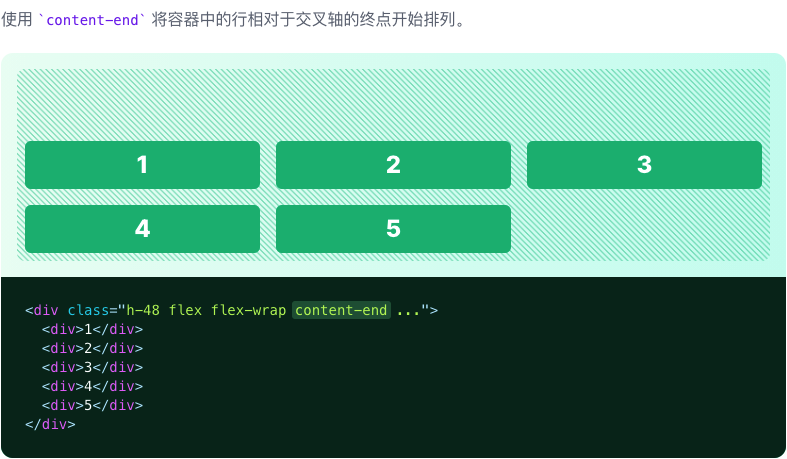 使用 `content-end` 将容器中的行相对于交叉轴的终点开始排列。
1 2 3
4 5
<div class="h-48 flex flex-wrap content-end ...">
  <div>1</div>
  <div>2</div>
  <div>3</div>
  <div>4</div>
  <div>5</div>
</div>